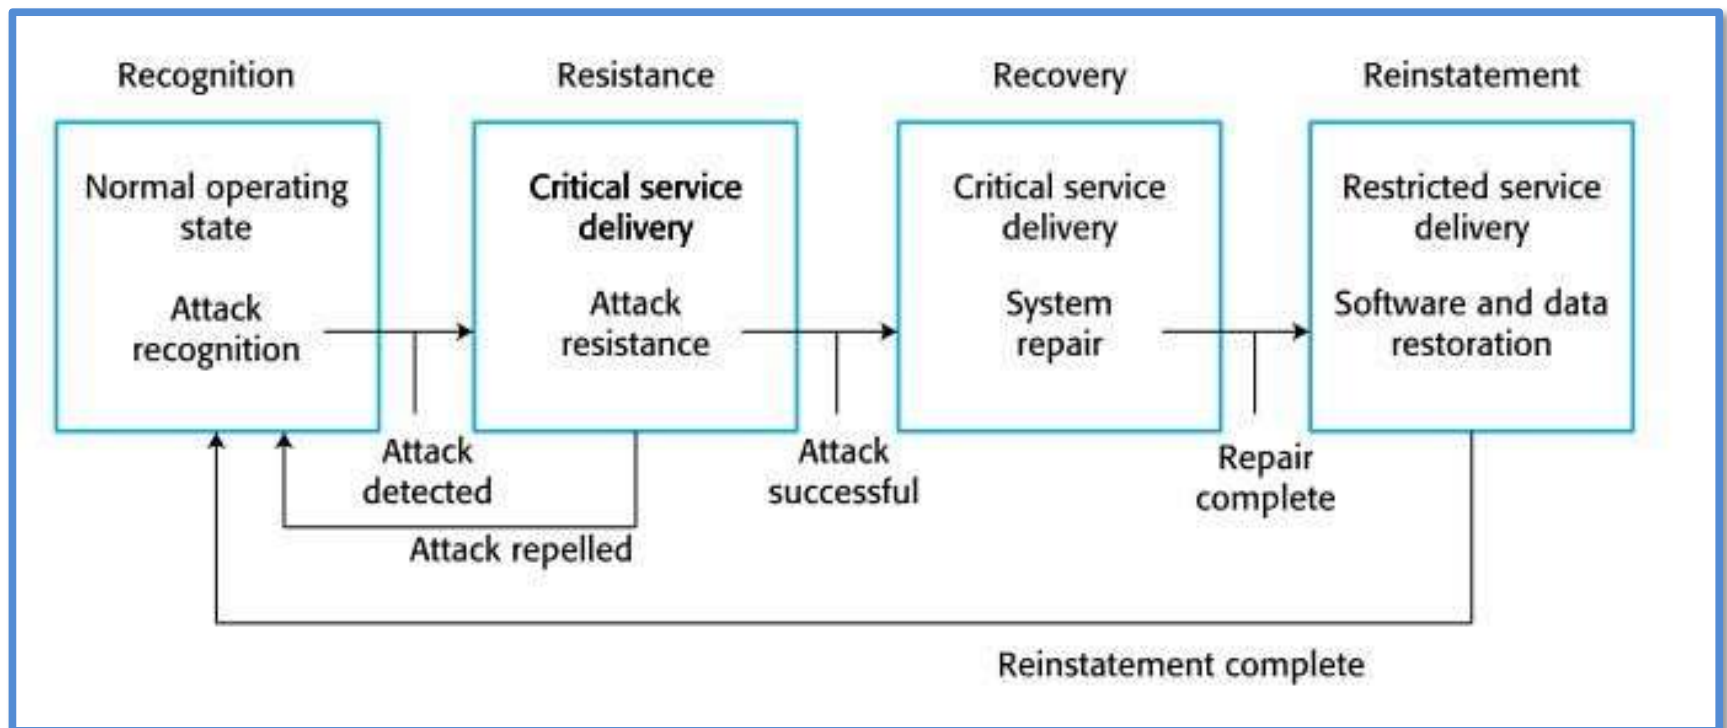 Recognition
Resistance
Recovery
Reinstatement
Normal operating
state
Attack
recognition
Critical service
delivery
Attack
resistance
Critical service
delivery
System
repair
Restricted service
delivery
Software and data
restoration
Attack
detected
Attack
successful
Repair
complete
Attack repelled
Reinstatement complete